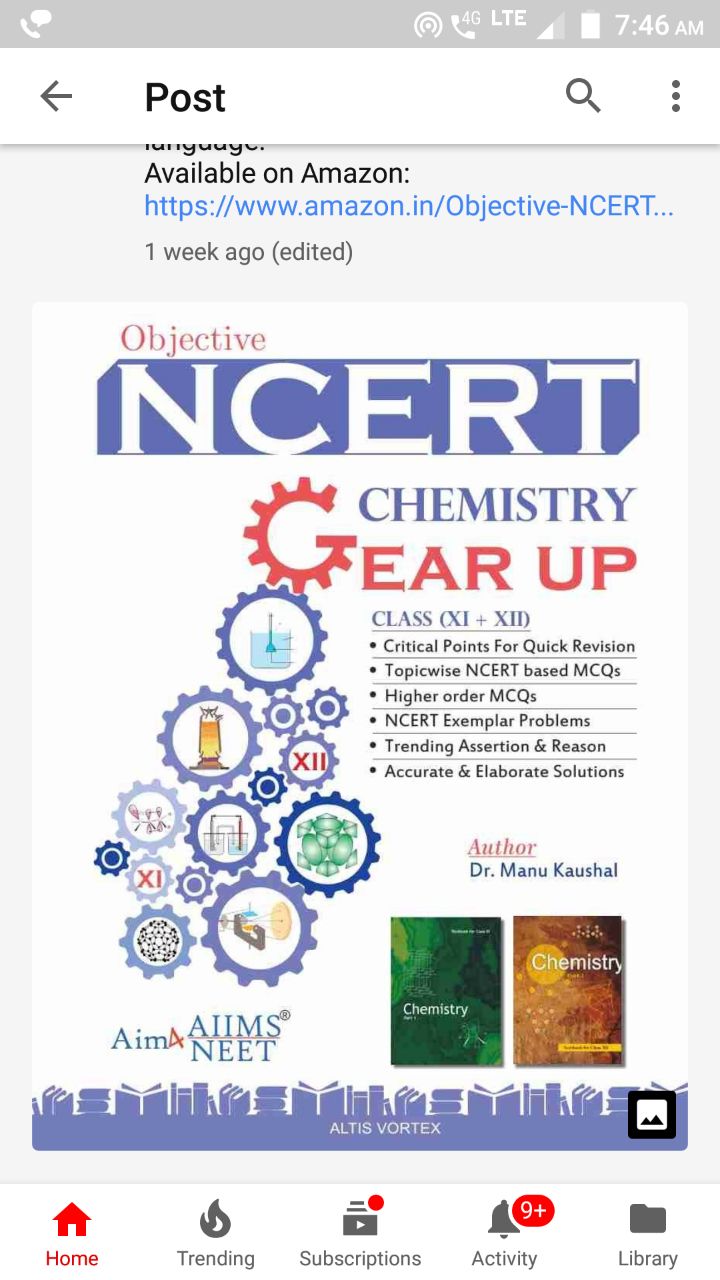 4G LTE 7:46 AM
Post
language.
Available on Amazon:
https://www.amazon.in/Objective-NCERT...
1 week ago (edited)
Objective
NCERT
CHEMISTRY
GEAR UP
CLASS (XI + XII)
• Critical Points For Quick Revision
• Topicwise NCERT based MCQs
• Higher order MCQs
• NCERT Exemplar Problems
• Trending Assertion & Reason
• Accurate & Elaborate Solutions
XII
XI
Author
Dr. Manu Kaushal
Chemistry
Chemistry
Aim4 AIIMS®
NEET
ALTIS VORTEX
9+
Home Trending Subscriptions Activity Library